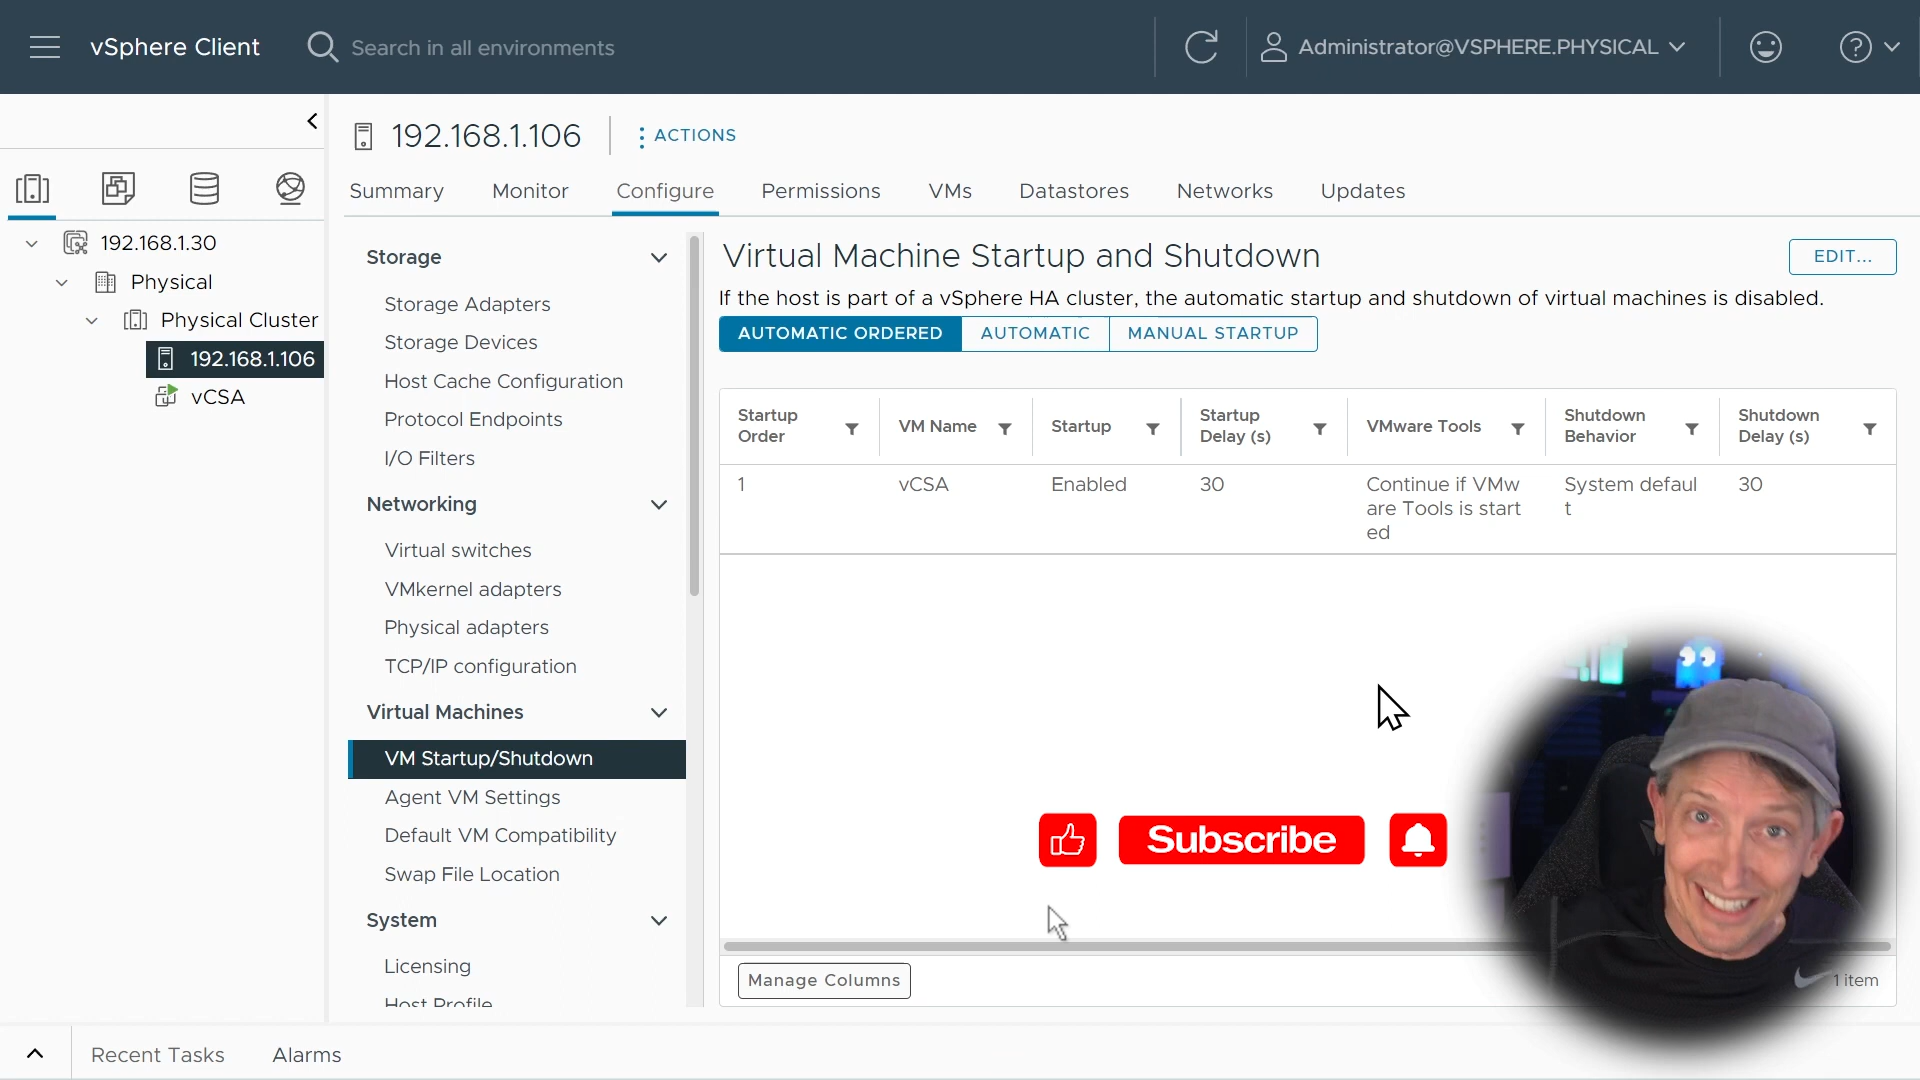 vSphere Client
Search in all environments
Administrator@VSPHERE.PHYSICAL
192.168.1.106
ACTIONS
Summary
Monitor
Configure
Permissions
VMs
Datastores
Networks
Updates
192.168.1.30
Physical
Physical Cluster
192.168.1.106
vCSA
Storage
Storage Adapters
Storage Devices
Host Cache Configuration
Protocol Endpoints
I/O Filters
Networking
Virtual switches
VMkernel adapters
Physical adapters
TCP/IP configuration
Virtual Machines
VM Startup/Shutdown
Agent VM Settings
Default VM Compatibility
Swap File Location
System
Licensing
Host Profile
Virtual Machine Startup and Shutdown
EDIT...
If the host is part of a vSphere HA cluster, the automatic startup and shutdown of virtual machines is disabled.
AUTOMATIC ORDERED
AUTOMATIC
MANUAL STARTUP
Startup
Order
VM Name
Startup
Startup
Delay (s)
VMware Tools
Shutdown
Behavior
Shutdown
Delay (s)
1
vCSA
Enabled
30
Continue if VMw
are Tools is start
ed
System defaul
t
30
Subscribe
Manage Columns
1 item
Recent Tasks
Alarms